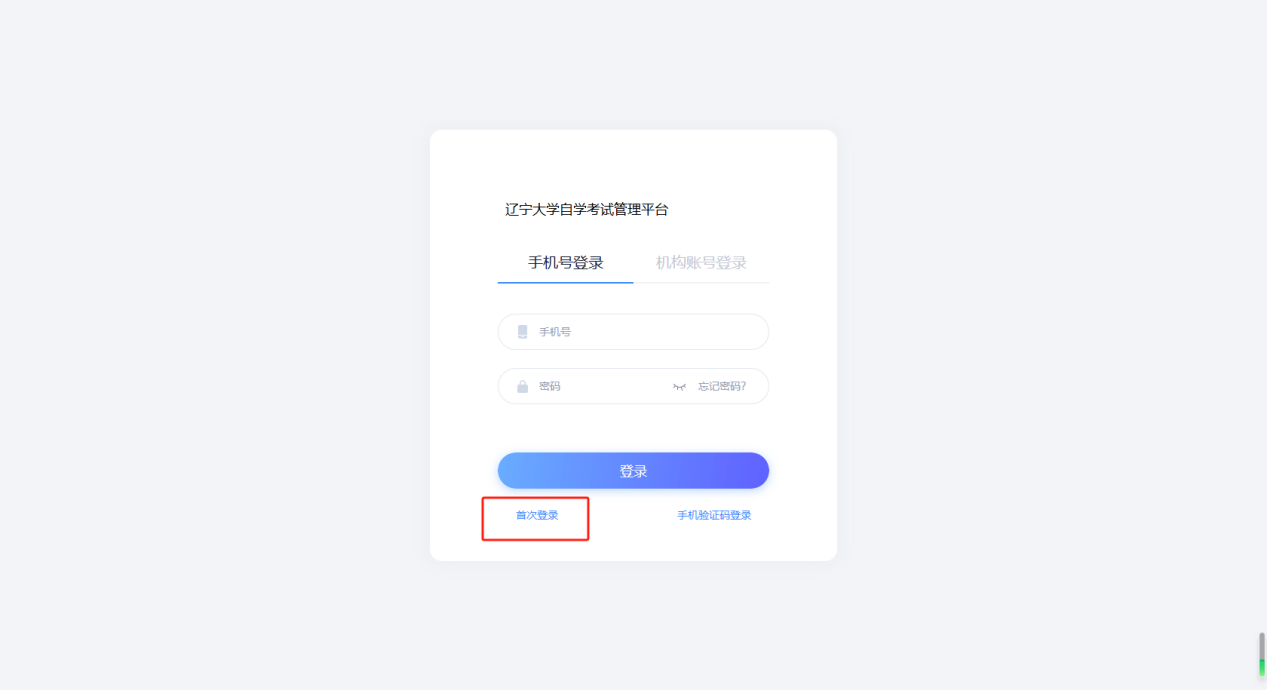 辽宁大学自学考试管理平台
手机号登录 机构账号登录
手机号
密码 忘记密码?
登录
首次登录 手机验证码登录